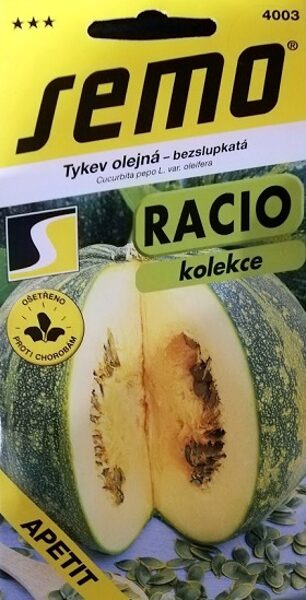 ★★★
4003
semo®
Tykev olejná – bezslupkatá
Cucurbita pepo L. var. oleifera
RACIO
kolekce
OŠETŘENO
PROTI CHOROBÁM
APETIT